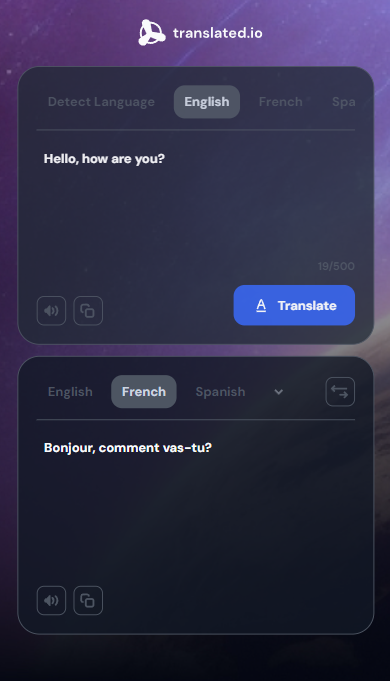 translated.io
Detect Language English French Spa
Hello, how are you?
19/500
Translate
English French Spanish
Bonjour, comment vas-tu?